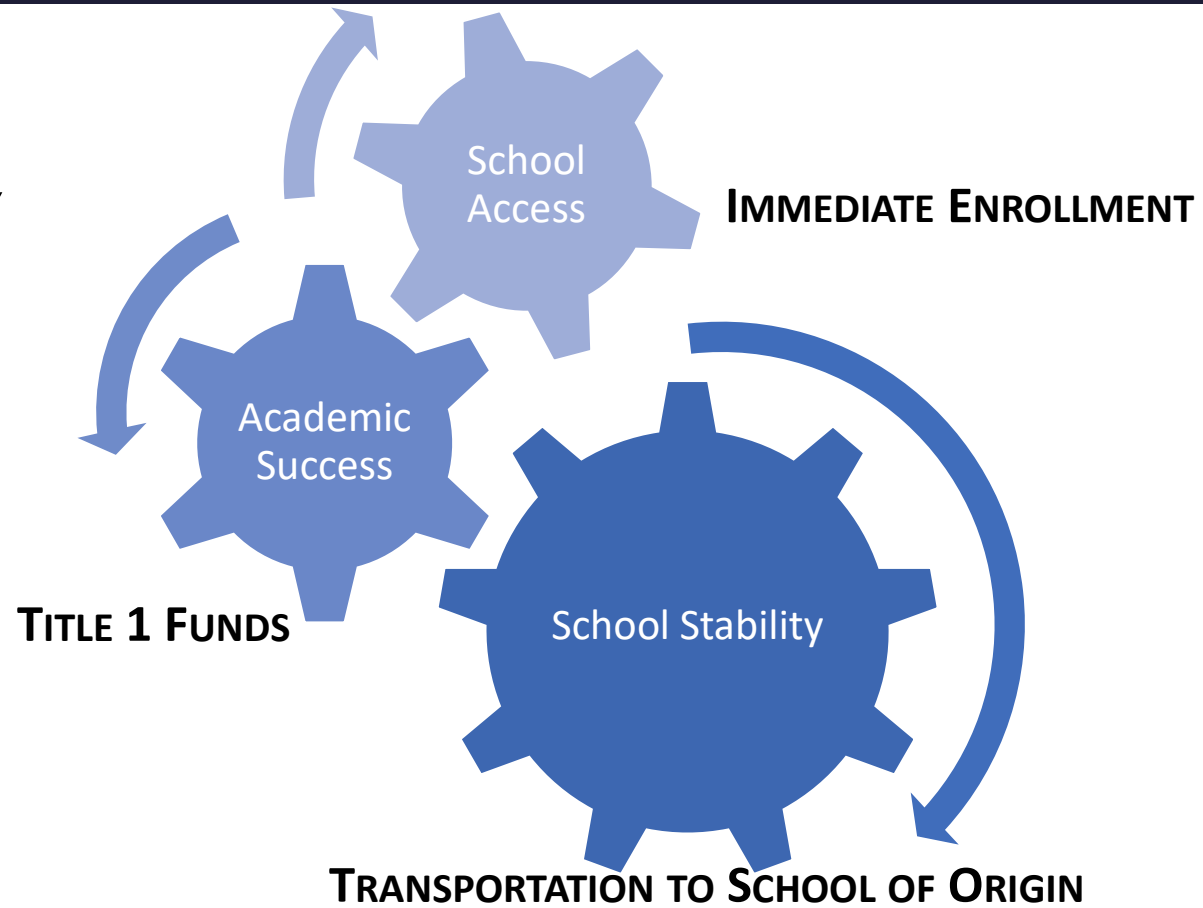 School
Access
IMMEDIATE ENROLLMENT
Academic
Success
TITLE 1 FUNDS
School Stability
TRANSPORTATION TO SCHOOL OF ORIGIN